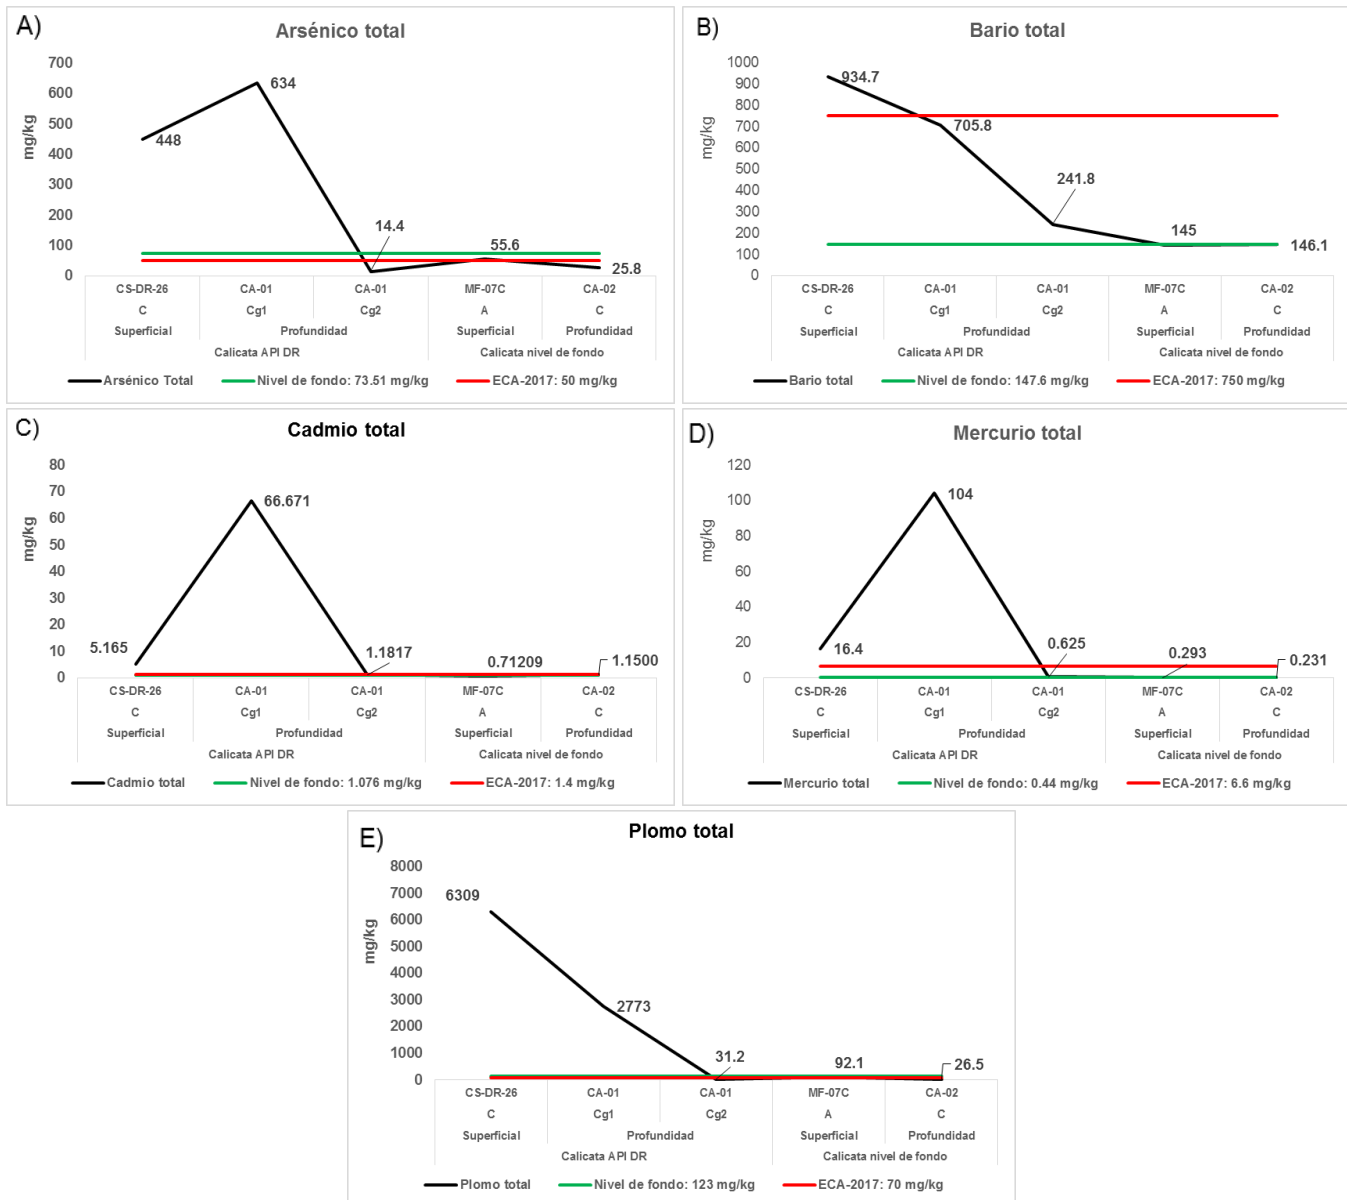 A)
Arsénico total
mg/kg
700
600
500
400
300
200
100
0
448
634
14.4
55.6
25.8
CS-DR-26 CA-01 CA-01 MF-07C CA-02
C Cg1 Cg2 A C
Superficial Profundidad Superficial Profundidad
Calicata API DR Calicata nivel de fondo
Arsénico Total Nivel de fondo: 73.51 mg/kg ECA-2017: 50 mg/kg
B)
Bario total
mg/kg
1000
900
800
700
600
500
400
300
200
100
0
934.7
705.8
241.8
145
146.1
CS-DR-26 CA-01 CA-01 MF-07C CA-02
C Cg1 Cg2 A C
Superficial Profundidad Superficial Profundidad
Calicata API DR Calicata nivel de fondo
Bario total Nivel de fondo: 147.6 mg/kg ECA-2017: 750 mg/kg
C)
Cadmio total
mg/kg
80
70
60
50
40
30
20
10
0
5.165
66.671
1.1817
0.71209
1.1500
CS-DR-26 CA-01 CA-01 MF-07C CA-02
C Cg1 Cg2 A C
Superficial Profundidad Superficial Profundidad
Calicata API DR Calicata nivel de fondo
Cadmio total Nivel de fondo: 1.076 mg/kg ECA-2017: 1.4 mg/kg
D)
Mercurio total
mg/kg
120
100
80
60
40
20
0
16.4
104
0.625
0.293
0.231
CS-DR-26 CA-01 CA-01 MF-07C CA-02
C Cg1 Cg2 A C
Superficial Profundidad Superficial Profundidad
Calicata API DR Calicata nivel de fondo
Mercurio total Nivel de fondo: 0.44 mg/kg ECA-2017: 6.6 mg/kg
E)
Plomo total
mg/kg
8000
7000
6000
5000
4000
3000
2000
1000
0
6309
2773
31.2
92.1
26.5
CS-DR-26 CA-01 CA-01 MF-07C CA-02
C Cg1 Cg2 A C
Superficial Profundidad Superficial Profundidad
Calicata API DR Calicata nivel de fondo
Plomo total Nivel de fondo: 123 mg/kg ECA-2017: 70 mg/kg